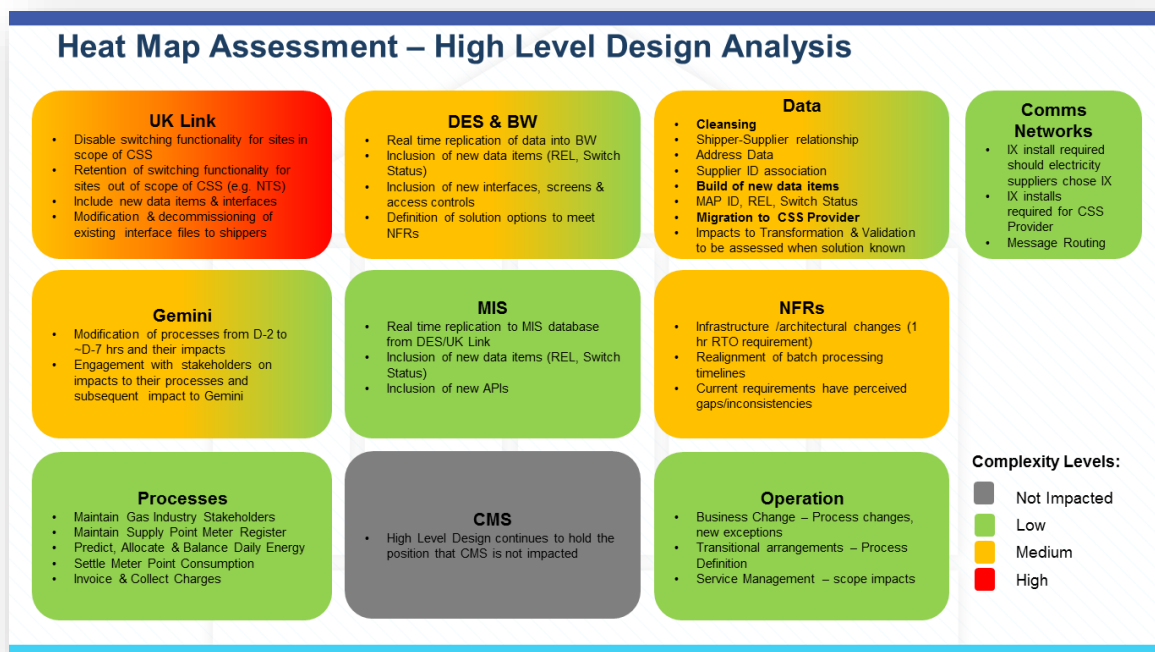 Heat Map Assessment – High Level Design Analysis
UK Link
• Disable switching functionality for sites in
scope of CSS
• Retention of switching functionality for
sites out of scope of CSS (e.g. NTS)
• Include new data items & interfaces
• Modification & decommissioning of
existing interface files to shippers
DES & BW
• Real time replication of data into BW
• Inclusion of new data items (REL, Switch
Status)
• Inclusion of new interfaces, screens &
access controls
• Definition of solution options to meet
NFRs
Data
• Cleansing
• Shipper-Supplier relationship
• Address Data
• Supplier ID association
• Build of new data items
• MAP ID, REL, Switch Status
• Migration to CSS Provider
• Impacts to Transformation & Validation
to be assessed when solution known
Comms
Networks
• IX install required
should electricity
suppliers chose IX
• IX installs
required for CSS
Provider
• Message Routing
Gemini
• Modification of processes from D-2 to
~D-7 hrs and their impacts
• Engagement with stakeholders on
impacts to their processes and
subsequent impact to Gemini
MIS
• Real time replication to MIS database
from DES/UK Link
• Inclusion of new data items (REL, Switch
Status)
• Inclusion of new APIs
NFRs
• Infrastructure /architectural changes (1
hr RTO requirement)
• Realignment of batch processing
timelines
• Current requirements have perceived
gaps/inconsistencies
Processes
• Maintain Gas Industry Stakeholders
• Maintain Supply Point Meter Register
• Predict, Allocate & Balance Daily Energy
• Settle Meter Point Consumption
• Invoice & Collect Charges
CMS
• High Level Design continues to hold the
position that CMS is not impacted
Operation
• Business Change – Process changes,
new exceptions
• Transitional arrangements – Process
Definition
• Service Management – scope impacts
Complexity Levels:
Not Impacted
Low
Medium
High